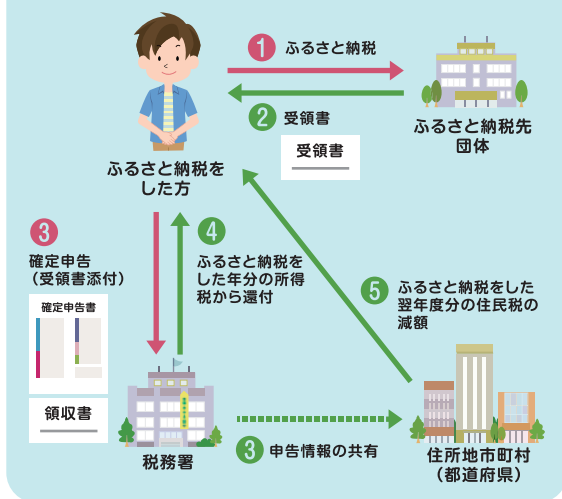 1 ふるさと納税
2 受領書
受領書
ふるさと納税先
団体
ふるさと納税を
した方
3
確定申告
（受領書添付）
確定申告書
領収書
4
ふるさと納税を
した年分の所得
税から還付
5 ふるさと納税をした
翌年度分の住民税の
減額
税務署
3 申告情報の共有
住所地市町村
（都道府県）